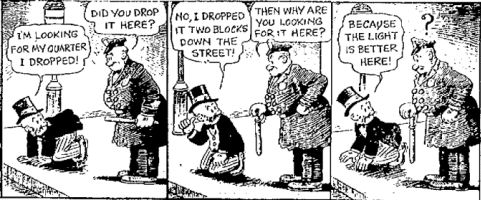 I'M LOOKING
FOR MY QUARTER
I DROPPED!
DID YOU DROP
IT HERE?
NO, I DROPPED
IT TWO BLOCKS
DOWN THE
STREET!
THEN WHY ARE
YOU LOOKING
FOR IT HERE?
BECAUSE
THE LIGHT
IS BETTER
HERE!
?